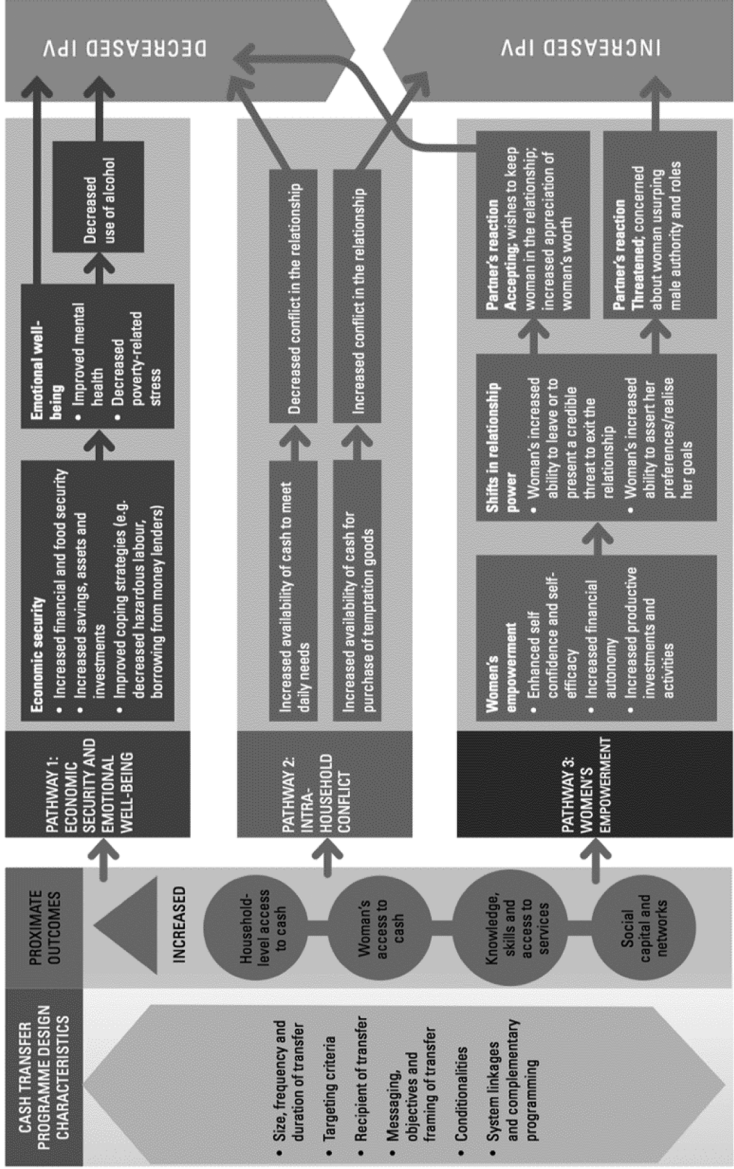 CASH TRANSFER
PROGRAMME DESIGN
CHARACTERISTICS
• Size, frequency and
duration of transfer
• Targeting criteria
• Recipient of transfer
• Messaging,
objectives and
framing of transfer
• Conditionalities
• System linkages
and complementary
programming
PROXIMATE
OUTCOMES
INCREASED
Household-
level access
to cash
Woman's
access to
cash
Knowledge,
skills and
access to
services
Social
capital and
networks
PATHWAY 1:
ECONOMIC
SECURITY AND
EMOTIONAL
WELL-BEING
Economic security
• Increased financial and food security
• Increased savings, assets and
investments
• Improved coping strategies (e.g.
decreased hazardous labour,
borrowing from money lenders)
Emotional well-
being
• Improved mental
health
• Decreased
poverty-related
stress
Decreased
use of alcohol
PATHWAY 2:
INTRA-
HOUSEHOLD
CONFLICT
Increased availability of cash to meet
daily needs
Decreased conflict in the relationship
Increased availability of cash for
purchase of temptation goods
Increased conflict in the relationship
PATHWAY 3:
WOMEN'S
EMPOWERMENT
Women's
empowerment
• Enhanced self
confidence and self-
efficacy
• Increased financial
autonomy
• Increased productive
investments and
activities
Shifts in relationship
power
• Woman's increased
ability to leave or to
present a credible
threat to exit the
relationship
• Woman's increased
ability to assert her
preferences/realise
her goals
Partner's reaction
Accepting; wishes to keep
woman in the relationship;
increased appreciation of
woman's worth
Partner's reaction
Threatened; concerned
about woman usurping
male authority and roles
DECREASED IPV
INCREASED IPV